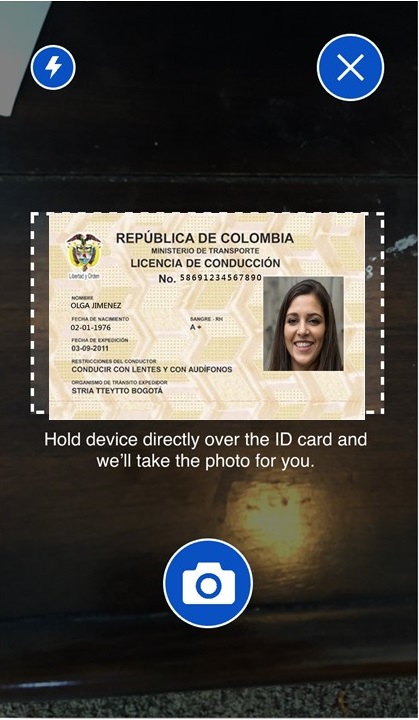 REPÚBLICA DE COLOMBIA
MINISTERIO DE TRANSPORTE
LICENCIA DE CONDUCCIÓN
No. 58691234567890
Libertad y Orden
NOMBRE
OLGA JIMENEZ
FECHA DE NACIMIENTO SANGRE - RH
02-01-1976 A +
FECHA DE EXPEDICIÓN
03-09-2011
RESTRICCIONES DEL CONDUCTOR
CONDUCIR CON LENTES Y CON AUDÍFONOS
ORGANISMO DE TRÁNSITO EXPEDIDOR
STRIA TTEYTTO BOGOTÁ
Hold device directly over the ID card and
we'll take the photo for you.